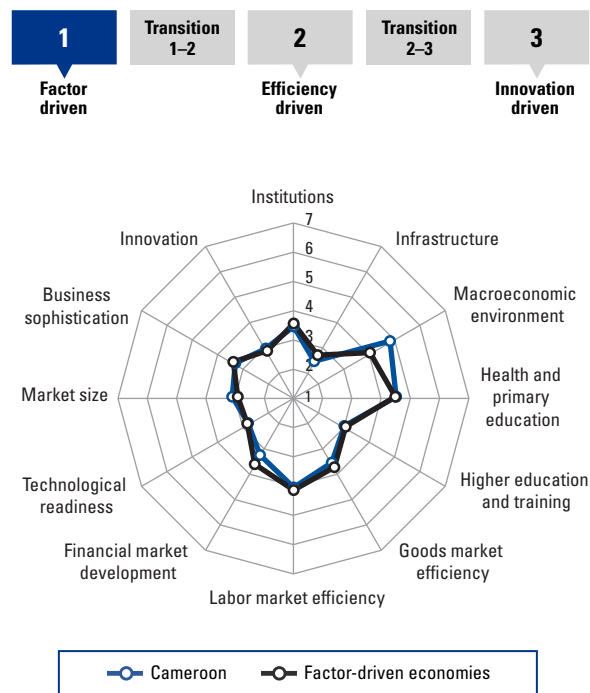 1
Transition
1–2
2
Transition
2–3
3
Factor
driven
Efficiency
driven
Innovation
driven
Institutions
7
6
5
4
3
2
1
Innovation
Infrastructure
Business
sophistication
Macroeconomic
environment
Market size
Health and
primary
education
Technological
readiness
Higher education
and training
Financial market
development
Goods market
efficiency
Labor market efficiency
Cameroon
Factor-driven economies